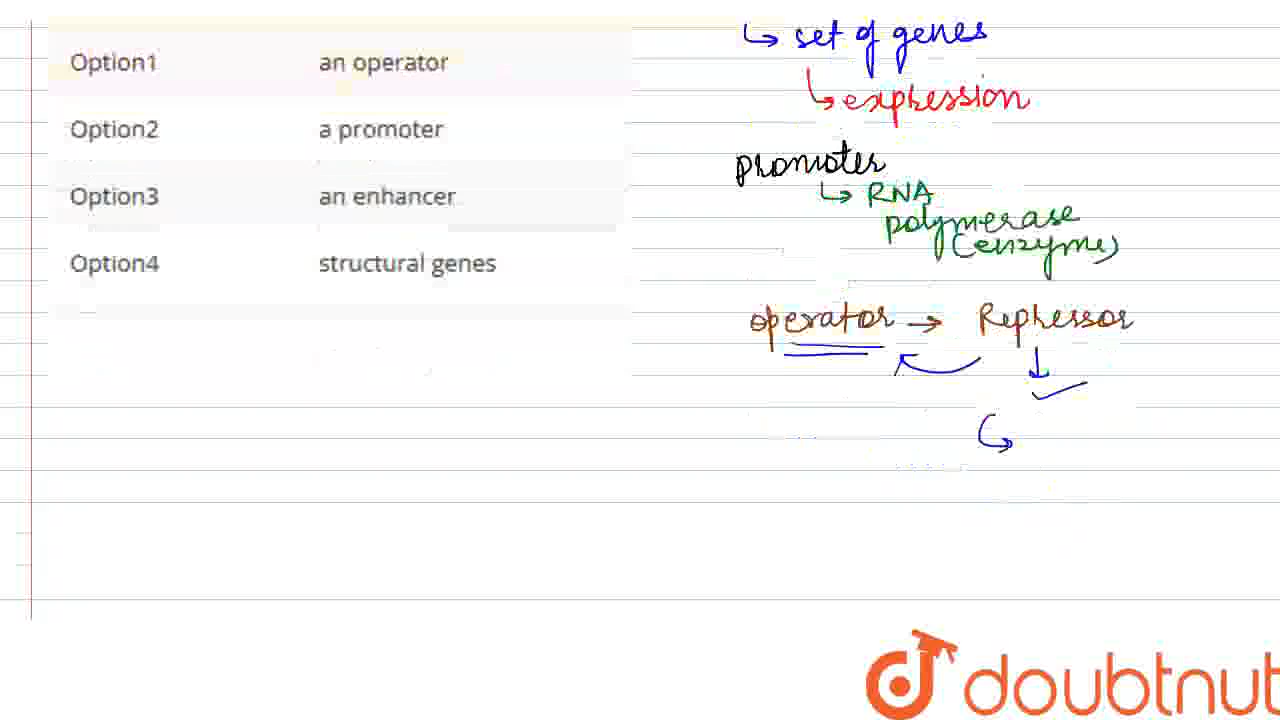 Option1 an operator
Option2 a promoter
Option3 an enhancer
Option4 structural genes
set of genes
expression
promoter
RNA
polymerase
(enzyme)
operator → Repressor
doubtnut